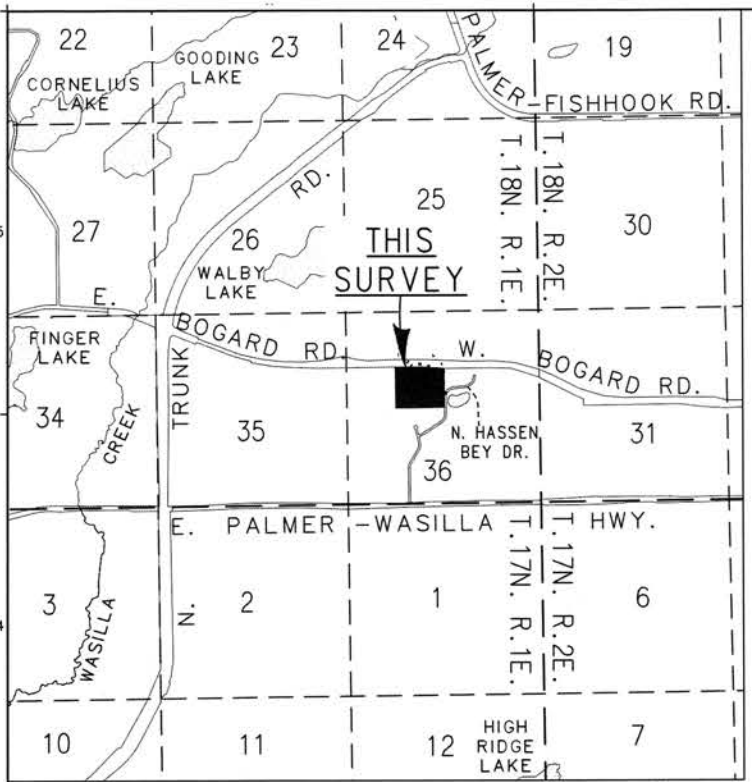 22
23
24
19
GOODING
LAKE
CORNELIUS
LAKE
PALMER-FISHHOOK RD.
27
26
25
30
RD.
T. 18N. R.1E.
T. 18N. R.2E.
WALBY
LAKE
THIS
SURVEY
E. BOGARD RD.
W. BOGARD RD.
FINGER
LAKE
34
35
36
31
N. HASSEN
BEY DR.
N. TRUNK
WASILLA CREEK
E. PALMER-WASILLA HWY.
T. 17N. R.1E.
T. 17N. R.2E.
3
2
1
6
10
11
12
7
HIGH
RIDGE
LAKE